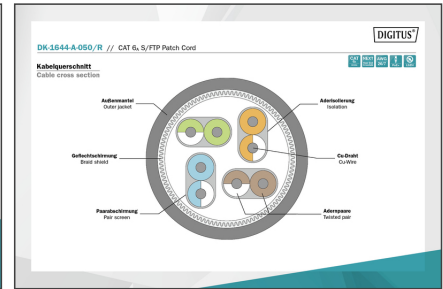 DIGITUS®
DK-1644-A-050/R // CAT 6A S/FTP Patch Cord
Kabelquerschnitt
Cable cross section
Außenmantel
Outer jacket
Aderisolierung
Isolation
Geflechtschirmung
Braid shield
Cu-Draht
Cu-Wire
Paarabschirmung
Pair screen
Adernpaare
Twisted pair